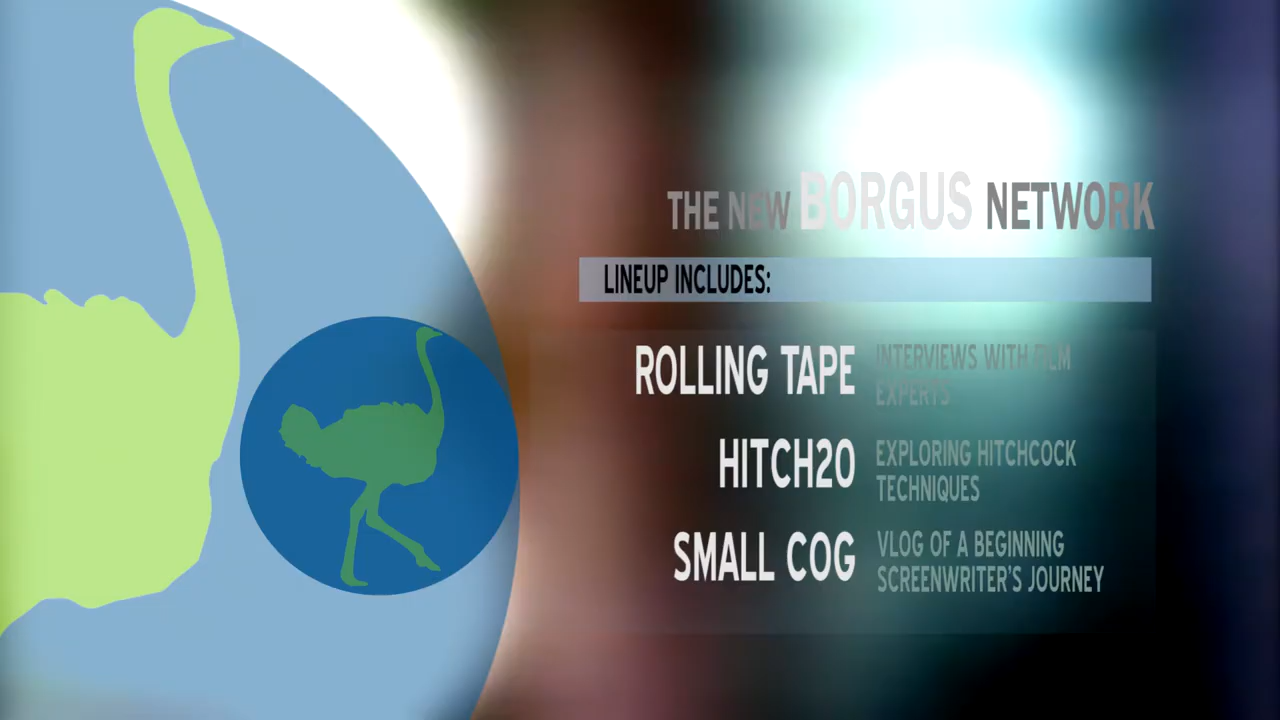 THE NEW BORGUS NETWORK
LINEUP INCLUDES:
ROLLING TAPE
INTERVIEWS WITH FILM
EXPERTS
HITCH20
EXPLORING HITCHCOCK
TECHNIQUES
SMALL COG
VLOG OF A BEGINNING
SCREENWRITER'S JOURNEY